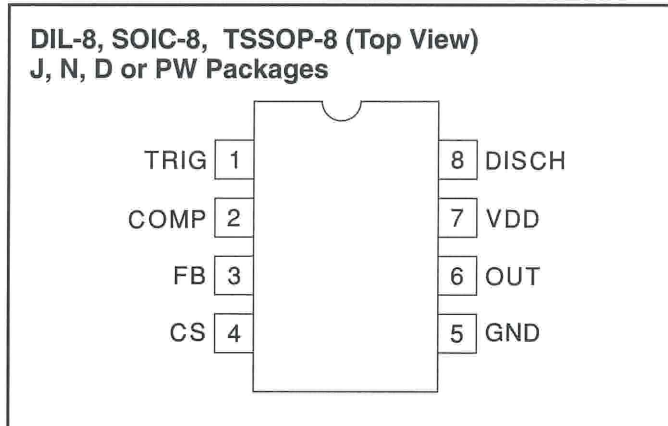 DIL-8, SOIC-8, TSSOP-8 (Top View)
J, N, D or PW Packages
TRIG 1 8 DISCH
COMP 2 7 VDD
FB 3 6 OUT
CS 4 5 GND